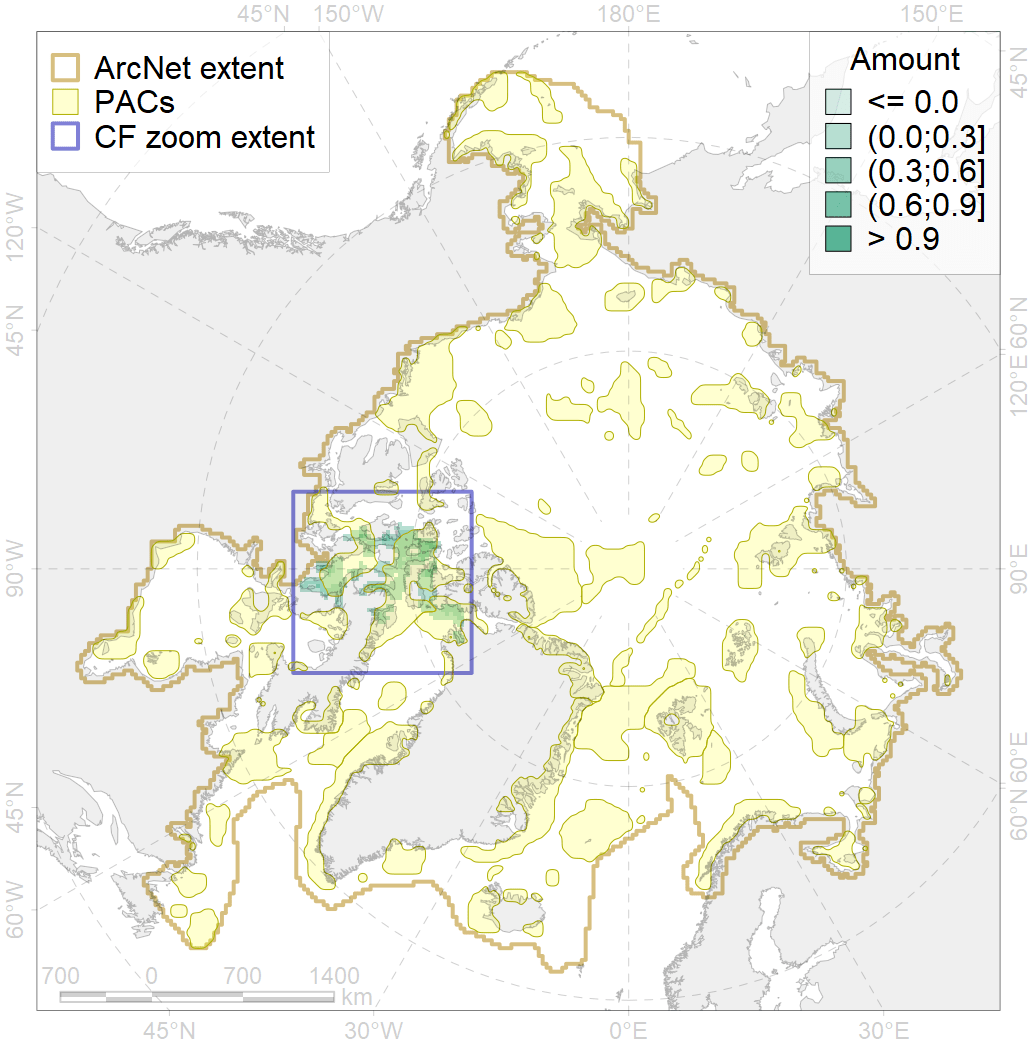 45°N 150°W 180°E 150°E
ArcNet extent
PACs
CF zoom extent
Amount
<= 0.0
(0.0;0.3]
(0.3;0.6]
(0.6;0.9]
> 0.9
45°N
120°W
45°N
90°W
45°N
60°W
60°N
120°E
90°E
60°E
60°N
700 0 700 1400
km
45°N 30°W 0°E 30°E